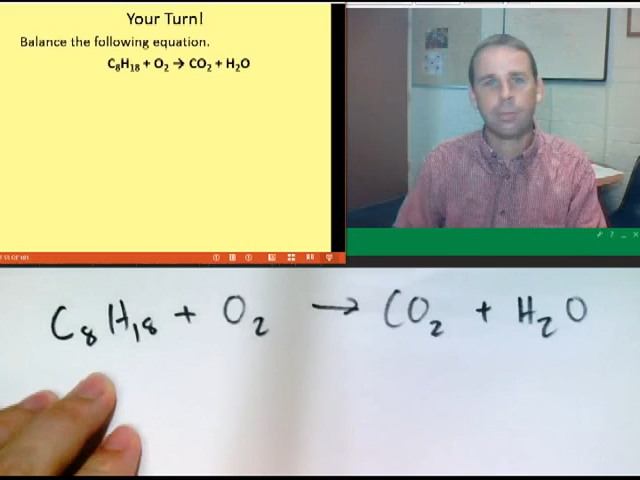 Your Turn!
Balance the following equation.
C₈H₁₈ + O₂ → CO₂ + H₂O
C₈H₁₈ + O₂ → CO₂ + H₂O